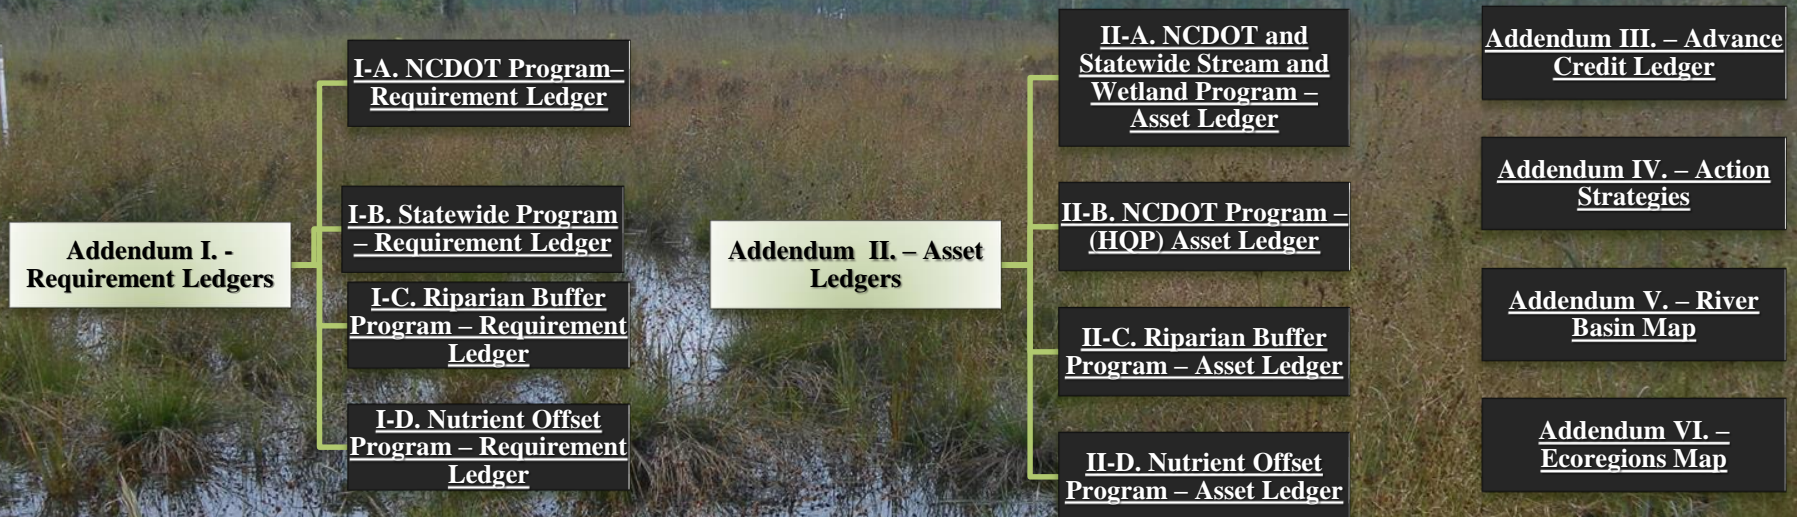 Addendum I. -
Requirement Ledgers
I-A. NCDOT Program–
Requirement Ledger
I-B. Statewide Program
– Requirement Ledger
I-C. Riparian Buffer
Program – Requirement
Ledger
I-D. Nutrient Offset
Program – Requirement
Ledger
Addendum II. – Asset
Ledgers
II-A. NCDOT and
Statewide Stream and
Wetland Program –
Asset Ledger
II-B. NCDOT Program –
(HQP) Asset Ledger
II-C. Riparian Buffer
Program – Asset Ledger
II-D. Nutrient Offset
Program – Asset Ledger
Addendum III. – Advance
Credit Ledger
Addendum IV. – Action
Strategies
Addendum V. – River
Basin Map
Addendum VI. –
Ecoregions Map